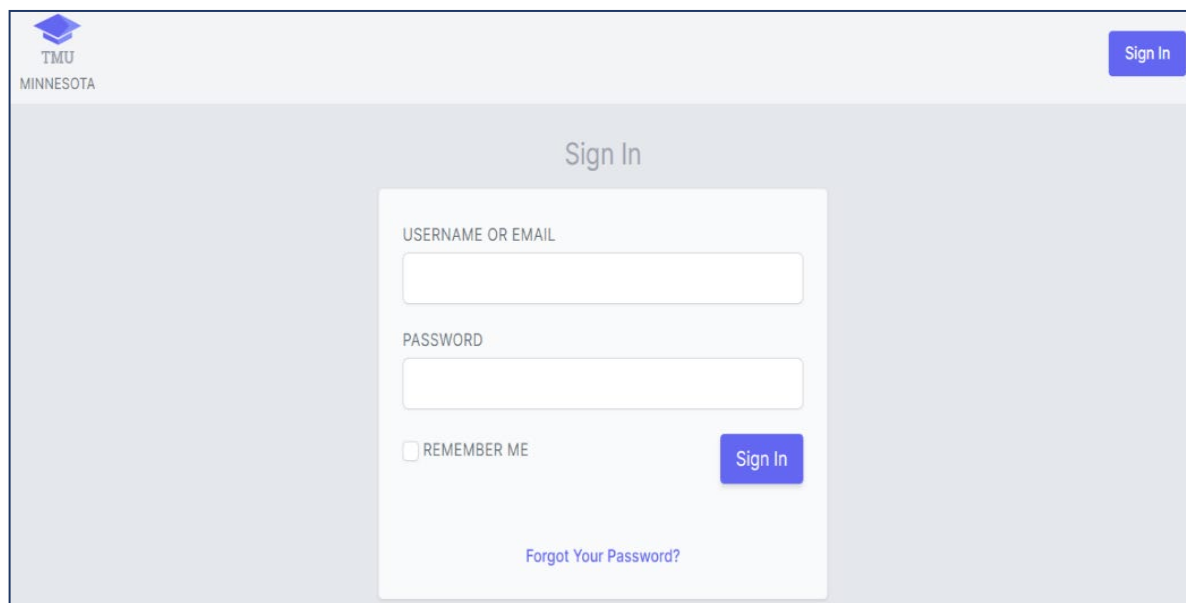 TMU
MINNESOTA
Sign In
Sign In
USERNAME OR EMAIL
PASSWORD
REMEMBER ME
Sign In
Forgot Your Password?